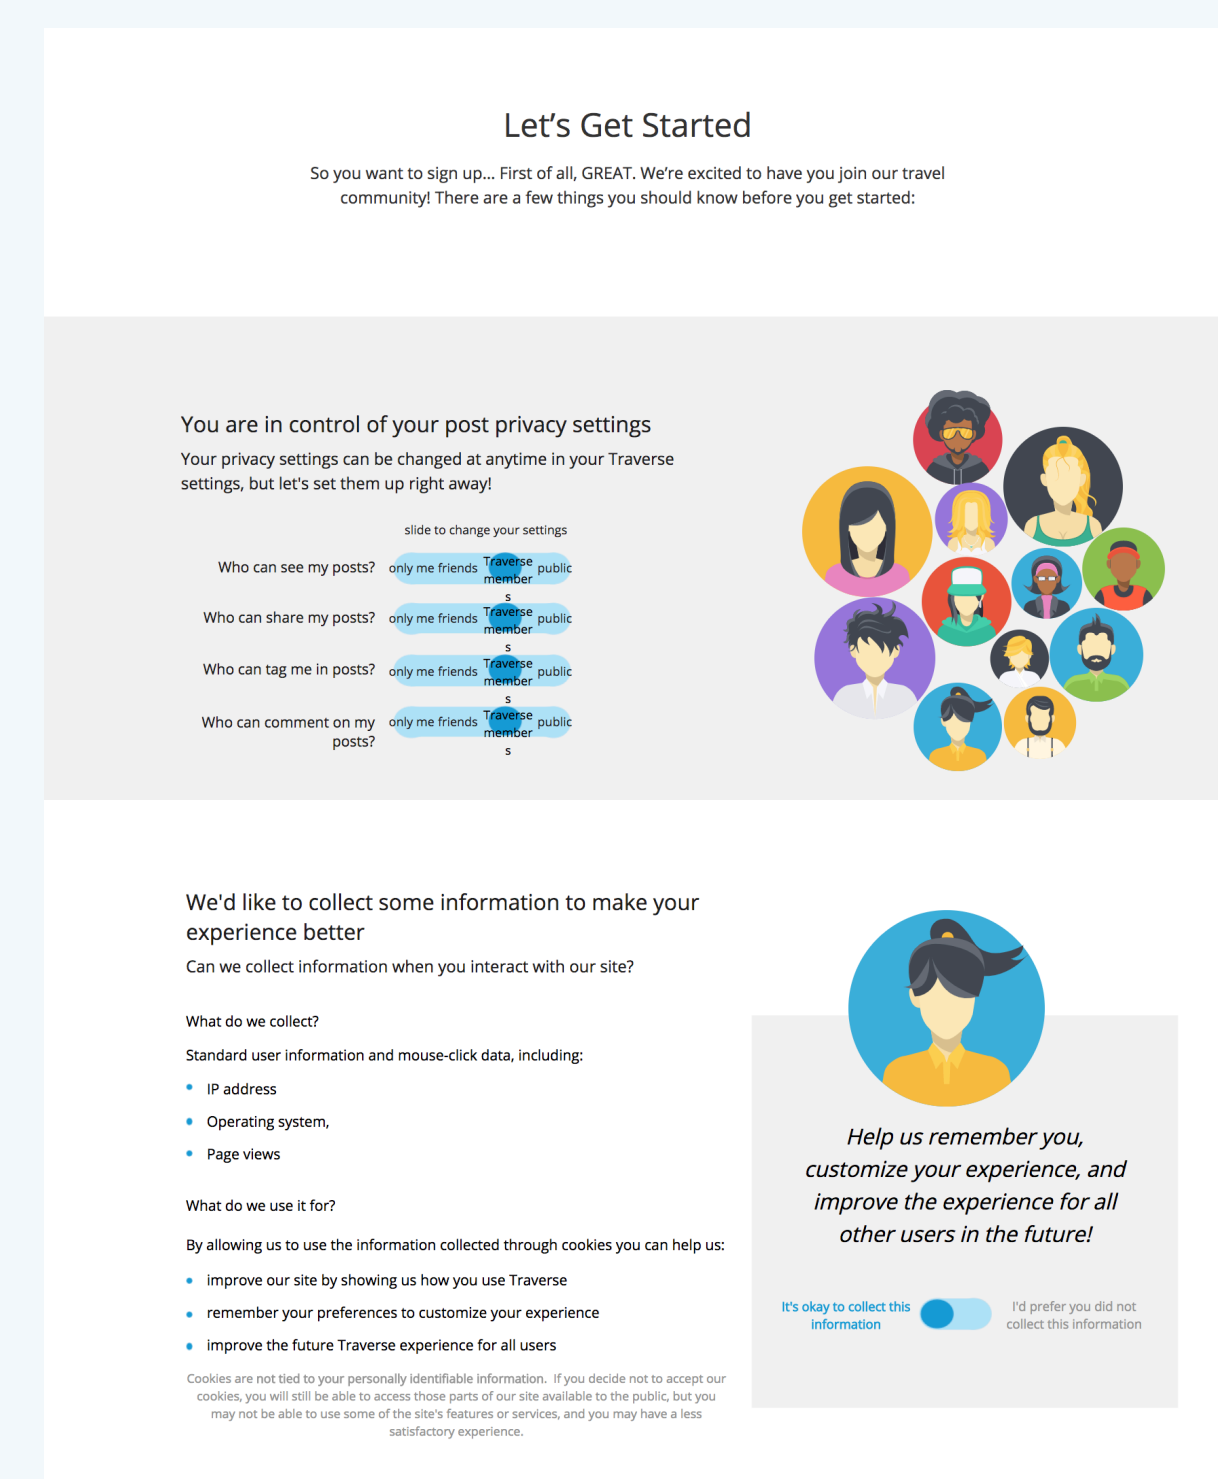 Let’s Get Started
So you want to sign up... First of all, GREAT. We’re excited to have you join our travel
community! There are a few things you should know before you get started:
You are in control of your post privacy settings
Your privacy settings can be changed at anytime in your Traverse
settings, but let's set them up right away!
slide to change your settings
Who can see my posts? only me friends Traverse public
member
s
Who can share my posts? only me friends Traverse public
member
s
Who can tag me in posts? only me friends Traverse public
member
s
Who can comment on my only me friends Traverse public
posts? member
s
We'd like to collect some information to make your
experience better
Can we collect information when you interact with our site?
What do we collect?
Standard user information and mouse-click data, including:
IP address
Operating system,
Page views
What do we use it for?
By allowing us to use the information collected through cookies you can help us:
improve our site by showing us how you use Traverse
remember your preferences to customize your experience
improve the future Traverse experience for all users
Cookies are not tied to your personally identifiable information. If you decide not to accept our
cookies, you will still be able to access those parts of our site available to the public, but you
may not be able to use some of the site's features or services, and you may have a less
satisfactory experience.
Help us remember you,
customize your experience, and
improve the experience for all
other users in the future!
It's okay to collect this
information
I'd prefer you did not
collect this information